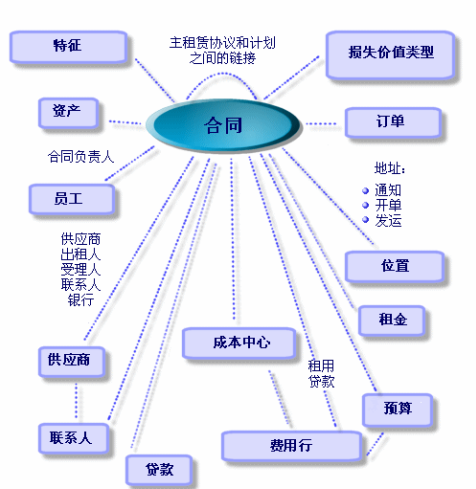 特征
主租赁协议和计划
之间的链接
损失价值类型
资产
合同
订单
合同负责人
员工
地址：
通知
开单
发运
供应商
出租人
受理人
联系人
银行
位置
租金
成本中心
供应商
租用
贷款
预算
联系人
费用行
贷款